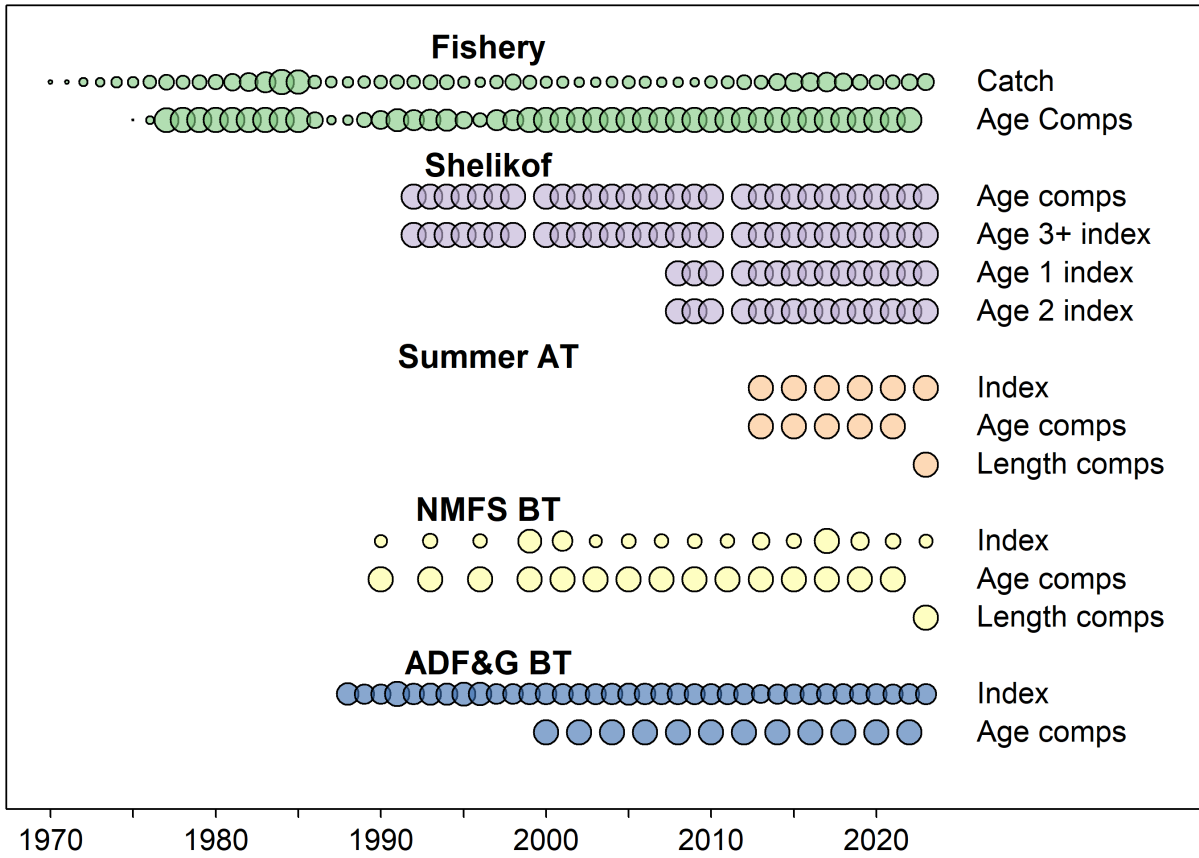 Fishery
Catch
Age Comps
Shelikof
Age comps
Age 3+ index
Age 1 index
Age 2 index
Summer AT
Index
Age comps
Length comps
NMFS BT
Index
Age comps
Length comps
ADF&G BT
Index
Age comps
1970 1980 1990 2000 2010 2020